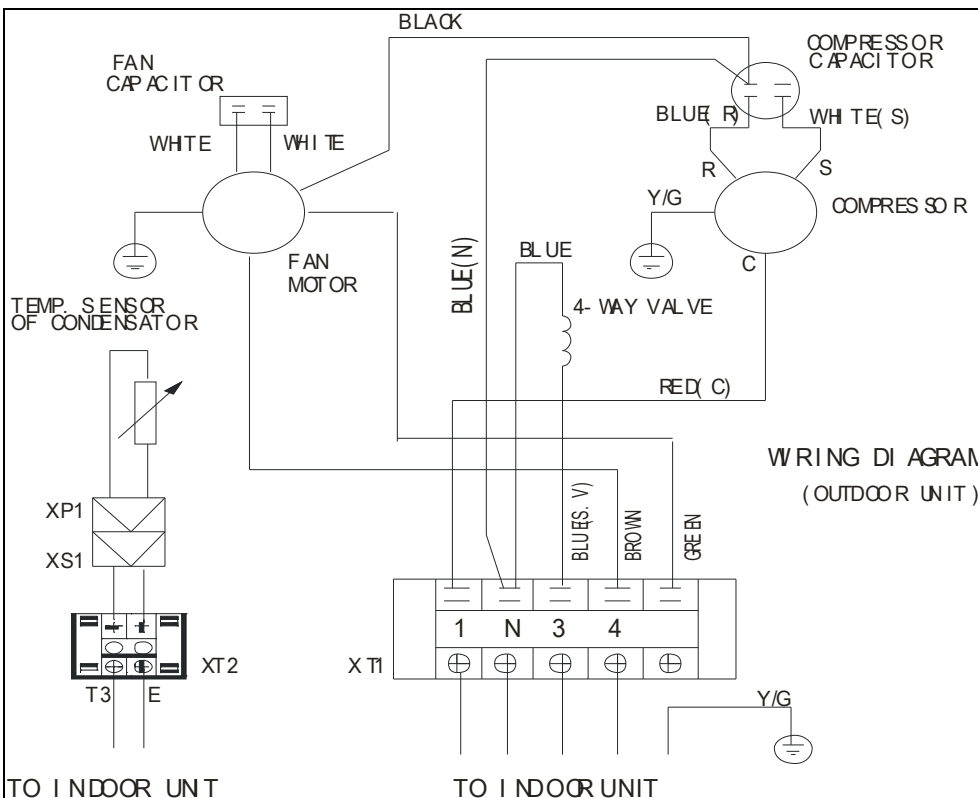 BLACK
COMPRESSOR
CAPACITOR
FAN
CAPACITOR
BLUE(R)
WHITE(S)
WHITE
WHITE
R
S
Y/G
COMPRESSOR
BLUE(N)
BLUE
C
FAN
MOTOR
TEMP. SENSOR
OF CONDENSATOR
4-WAY VALVE
RED(C)
WIRING DIAGRAM
(OUTDOOR UNIT)
XP1
XS1
BLUE(S.V)
BROWN
GREEN
1 N 3 4
XT2
XT1
T3 E
Y/G
TO INDOOR UNIT
TO INDOOR UNIT